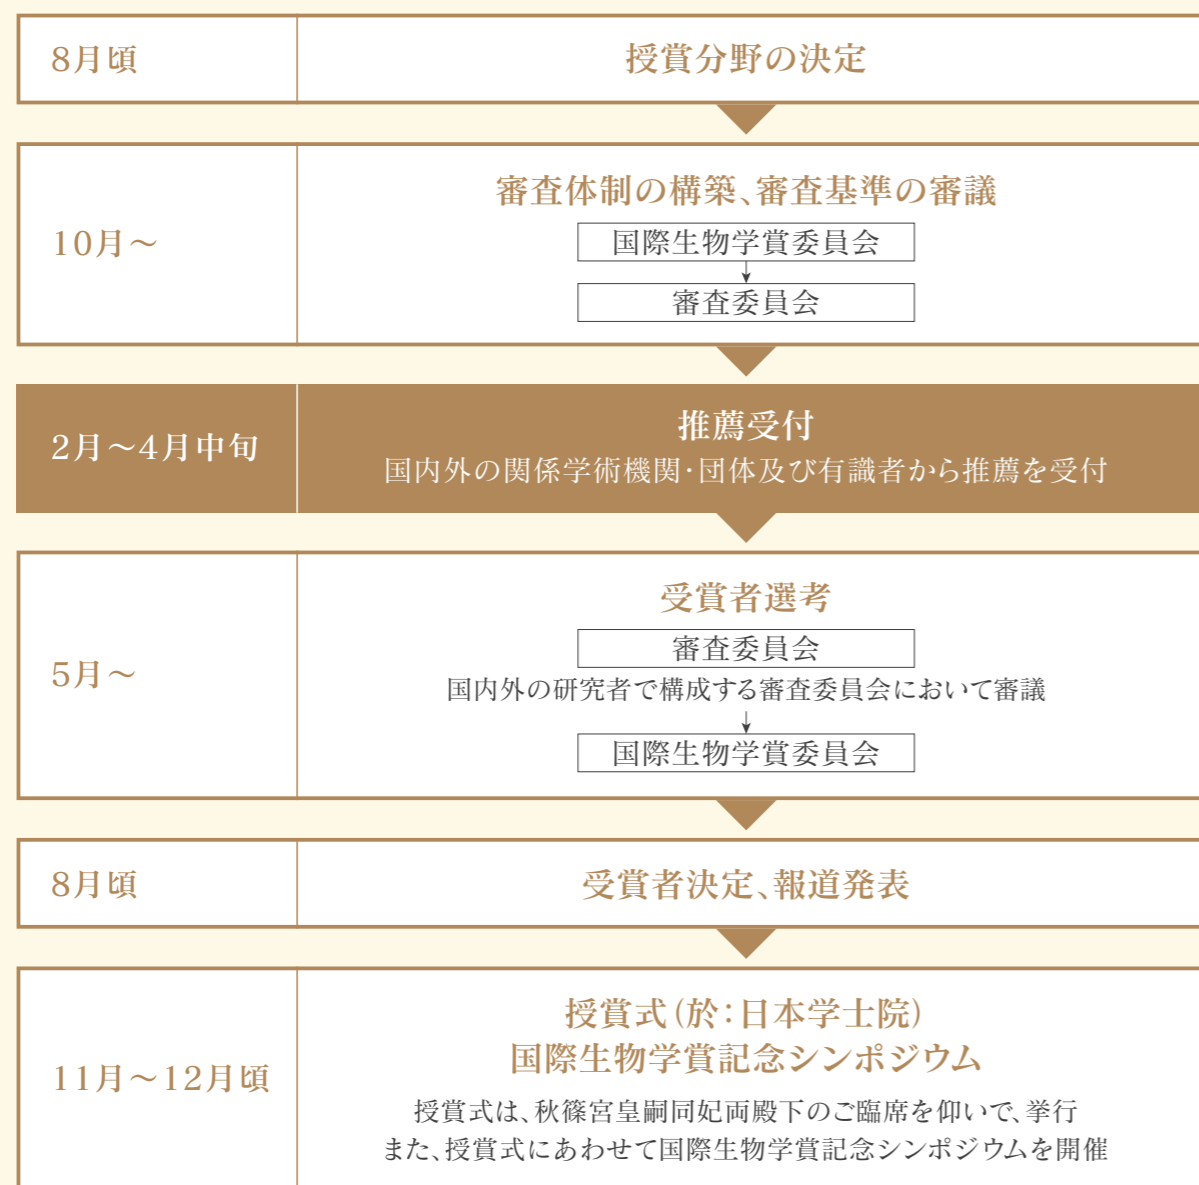 8月頃
授賞分野の決定
10月～
審査体制の構築、審査基準の審議
国際生物学賞委員会
審査委員会
2月～4月中旬
推薦受付
国内外の関係学術機関・団体及び有識者から推薦を受付
5月～
受賞者選考
審査委員会
国内外の研究者で構成する審査委員会において審議
国際生物学賞委員会
8月頃
受賞者決定、報道発表
11月～12月頃
授賞式（於：日本学士院）
国際生物学賞記念シンポジウム
授賞式は、秋篠宮皇嗣同妃両殿下のご臨席を仰いで、挙行
また、授賞式にあわせて国際生物学賞記念シンポジウムを開催